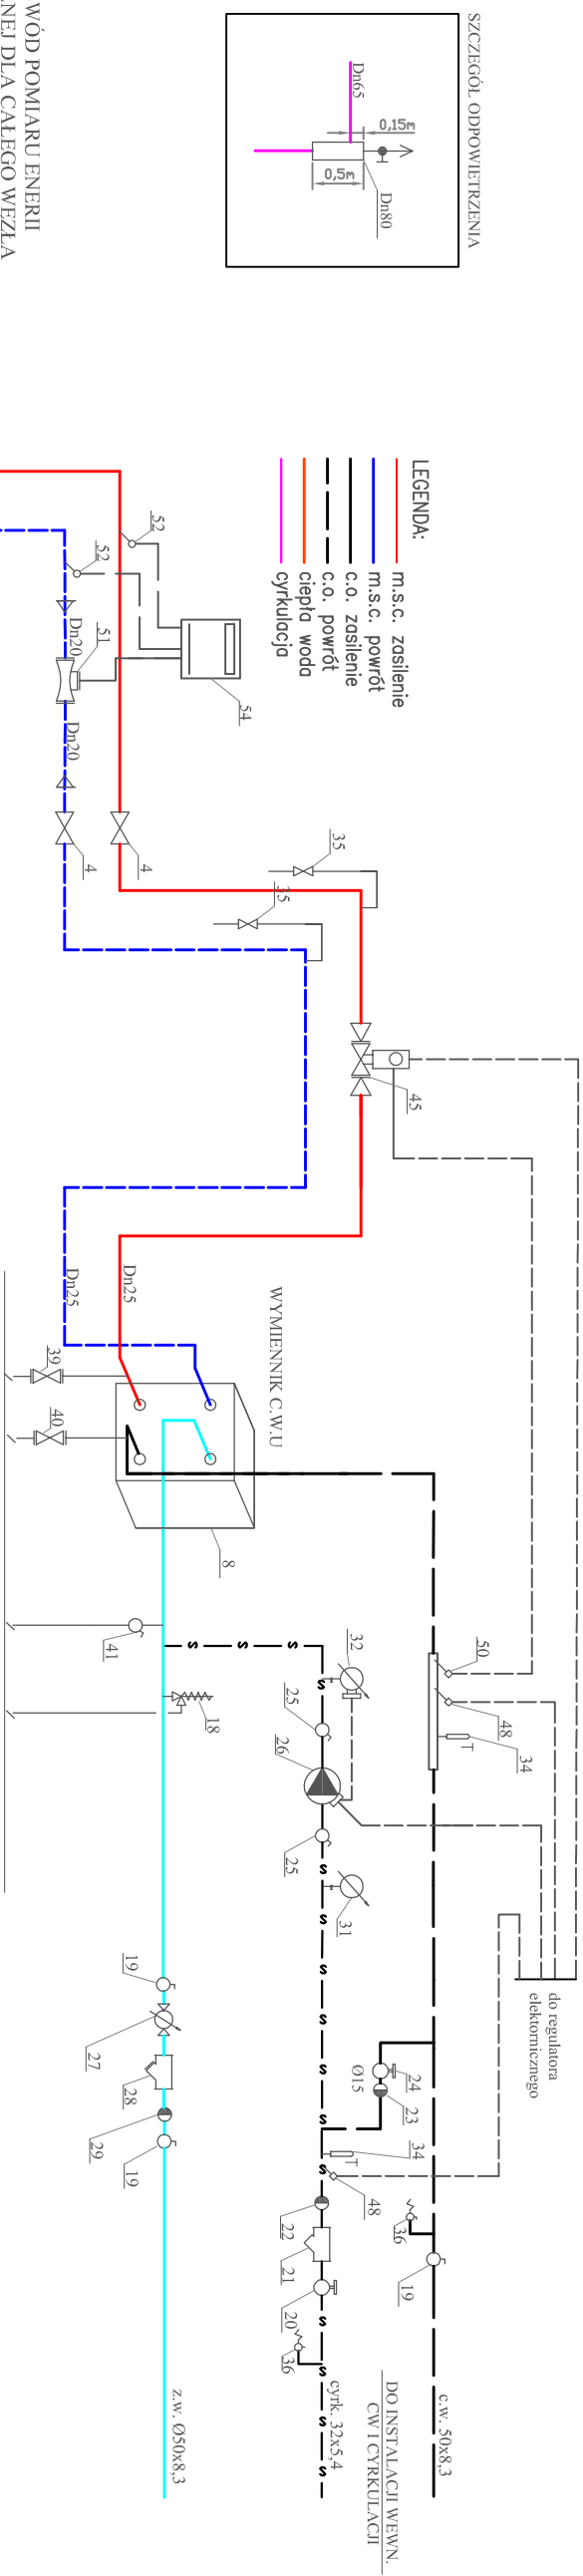 SZCZEGÓŁ ODPOWIETRZENIA
Dn65
0,15m
0,5m
Dn80
WÓD POMIARU ENERII
NEJ DLA CAŁEGO WĘZŁA
LEGENDA:
m.s.c. zasilenie
m.s.c. powrót
c.o. zasilenie
c.o. powrót
ciepła woda
cyrkulacja
52
52
Dn20
51
Dn20
54
4
4
35
35
45
Dn25
Dn25
WYMIENNIK C.W.U
39
40
8
41
18
32
25
26
25
31
50
48
34
do regulatora
elektornicznego
19
27
28
29
19
Ø15
24
23
34
48
22
21
20
36
36
19
c.w. 50x8,3
DO INSTALACJI WEWN.
CW I CYRKULACJI
cyrk. 32x5,4
z.w. Ø50x8,3